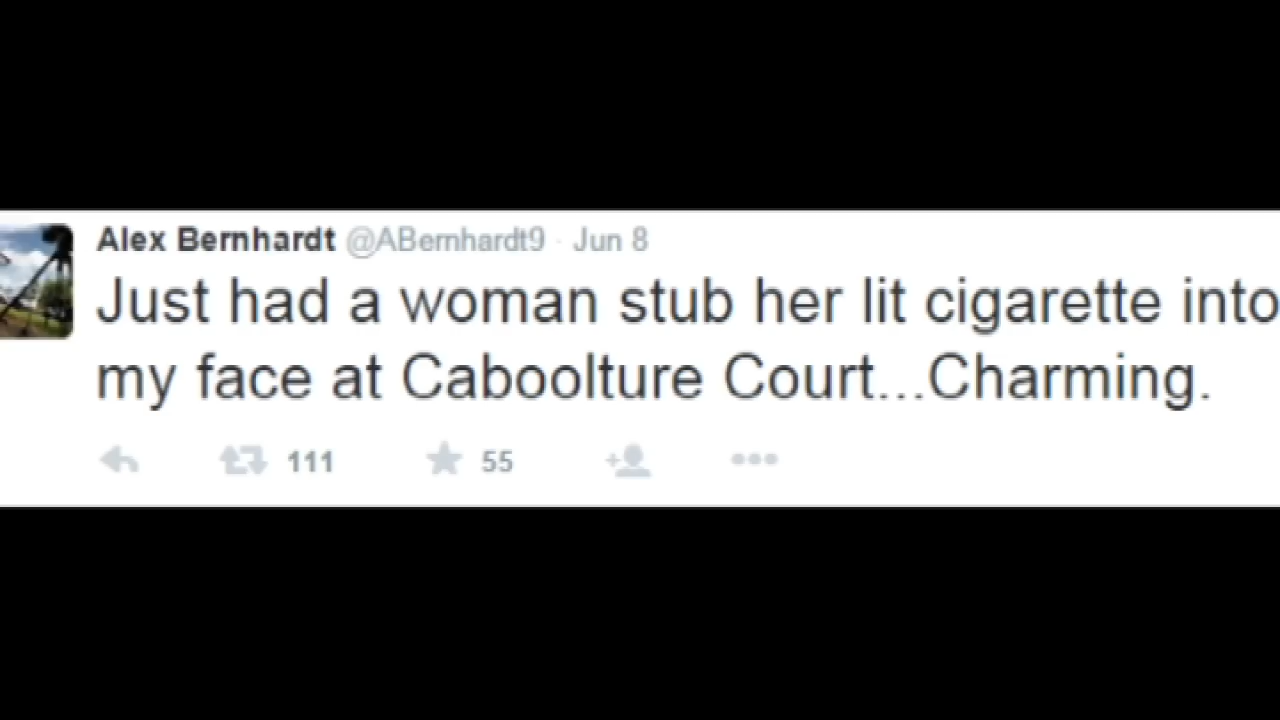 Alex Bernhardt @ABernhardt9 · Jun 8
Just had a woman stub her lit cigarette into
my face at Caboolture Court...Charming.
111 55